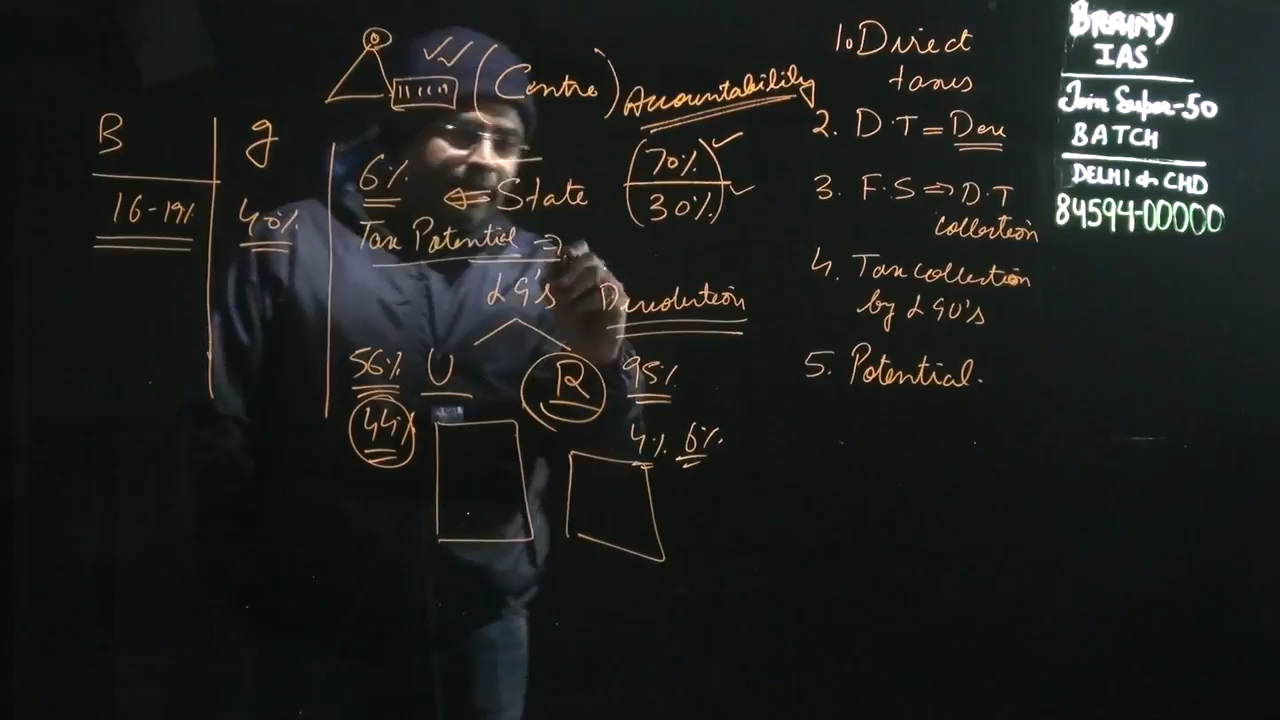 (Centre)
Accountability
B
g
16-19%
40%
6%
State
70%
30%
Tax Potential ⇒
LG's
Devolution
56%
U
R
95%
44%
4% 6%
1. Direct
taxes
2. D.T =
3. F.S ⇒ D.T
collection
4. Tax collection
by LGO's
5. Potential.
BRAINY
IAS
Join Super-50
BATCH
DELHI & CHD
84594-00000